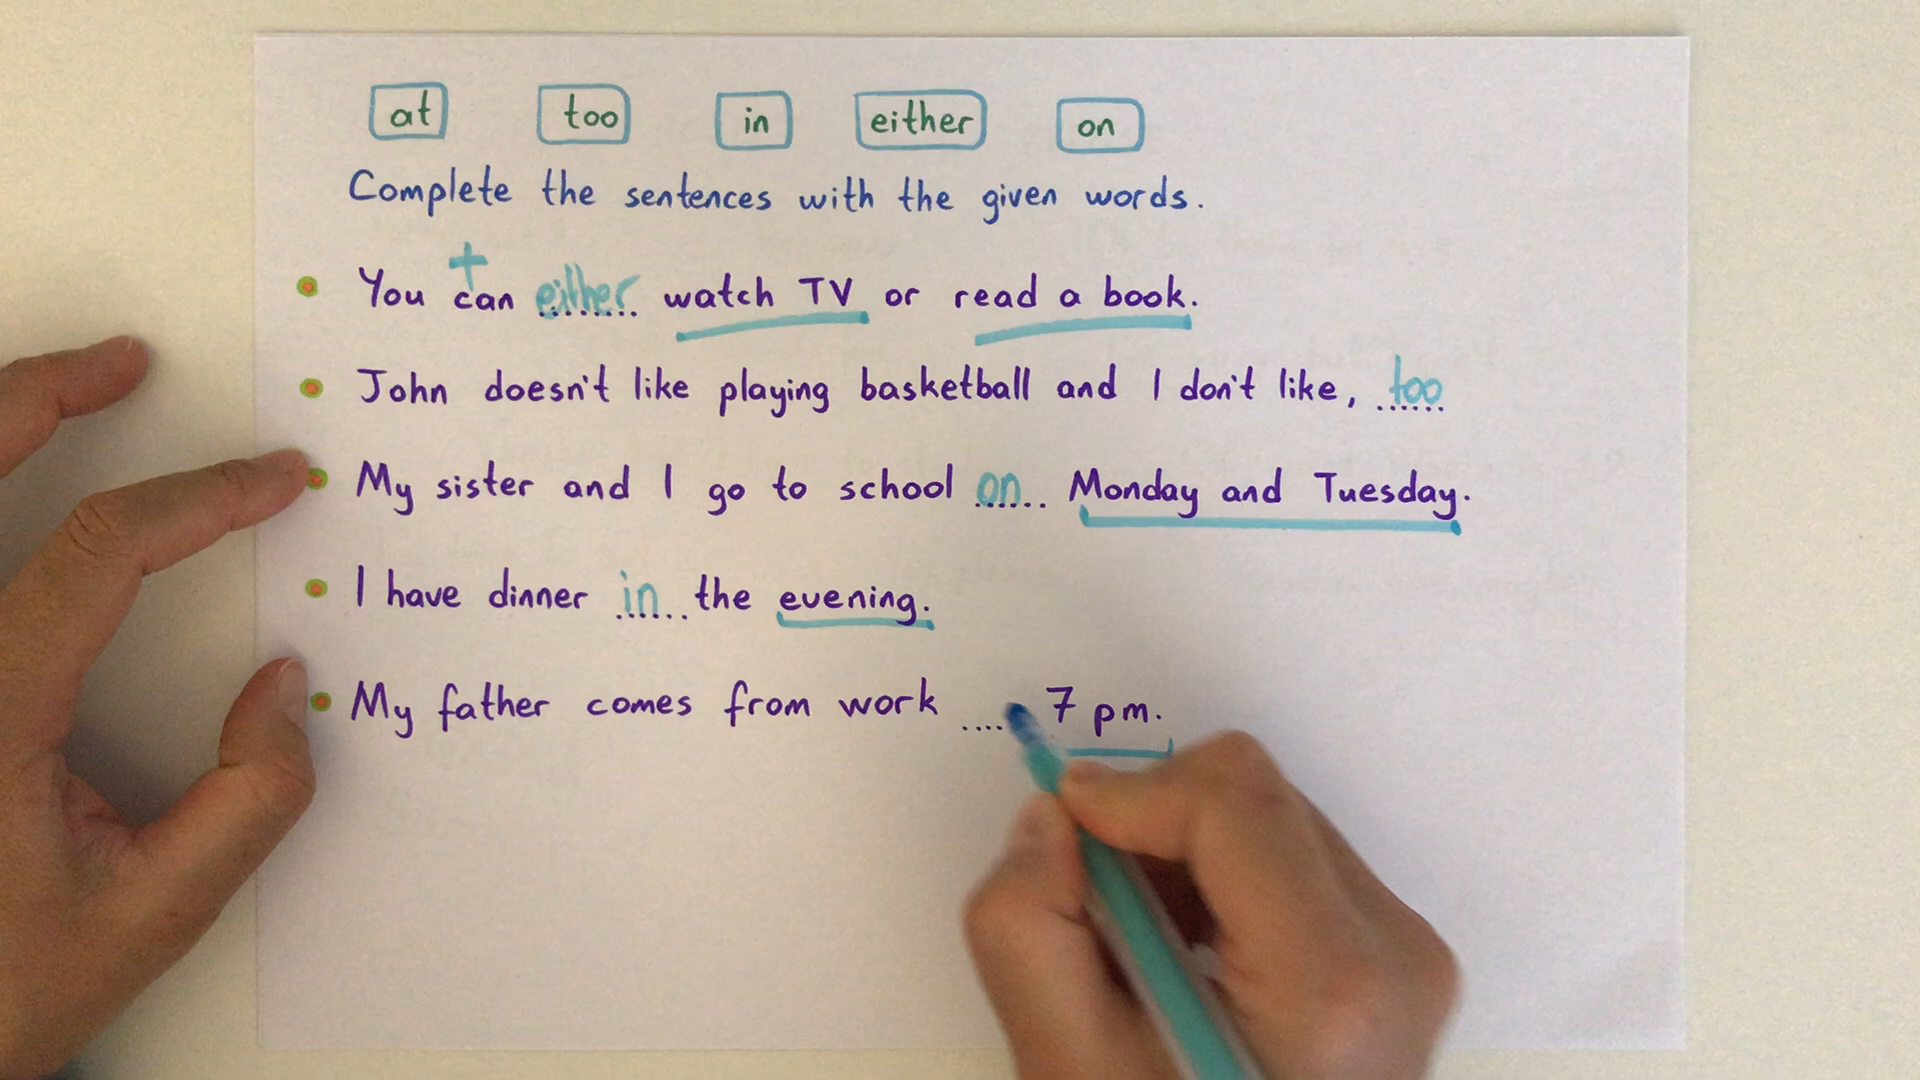 at too in either on
Complete the sentences with the given words.
+
You can either watch TV or read a book.
John doesn't like playing basketball and I don't like, too
My sister and I go to school on.. Monday and Tuesday.
I have dinner in.. the evening.
My father comes from work .... 7 pm.